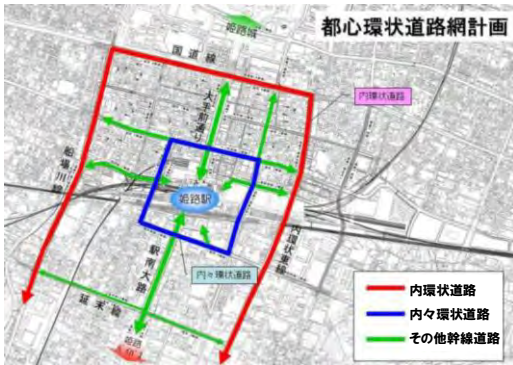 都心環状道路網計画
姫路城
国道線
大手前通り
内環状道路
船場川線
姫路駅
内環状東線
駅南大路
内々環状道路
延末線
内環状道路
内々環状道路
その他幹線道路